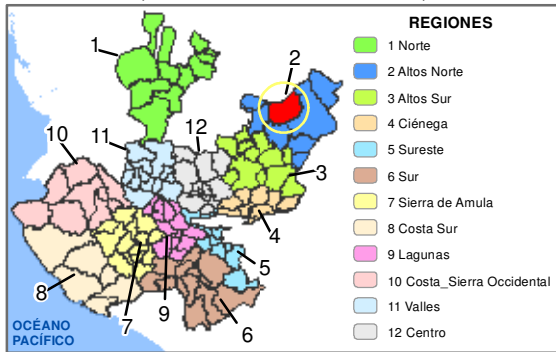 REGIONES
1 Norte
2 Altos Norte
3 Altos Sur
4 Ciénega
5 Sureste
6 Sur
7 Sierra de Amula
8 Costa Sur
9 Lagunas
10 Costa_Sierra Occidental
11 Valles
12 Centro
1
2
10
11
12
3
4
5
8
7
9
6
OCÉANO
PACÍFICO